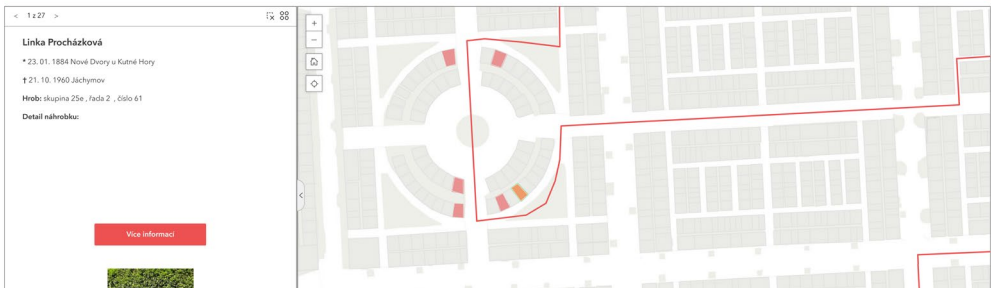 < 1 z 27 >
Linka Procházková
* 23. 01. 1884 Nové Dvory u Kutné Hory
† 21. 10. 1960 Jáchymov
Hrob: skupina 25e , řada 2 , číslo 61
Detail náhrobku:
Více informací